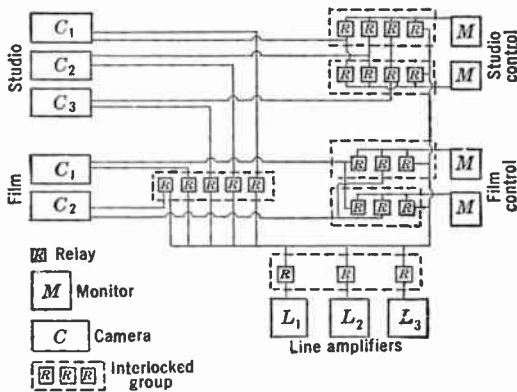 Studio
C1
C2
C3
R R R R
R R R R
M
M
Studio control
Film
C1
C2
R R R R R
R R R
R R R
M
M
Film control
R Relay
M Monitor
C Camera
R R R Interlocked group
R R R
L1 L2 L3
Line amplifiers